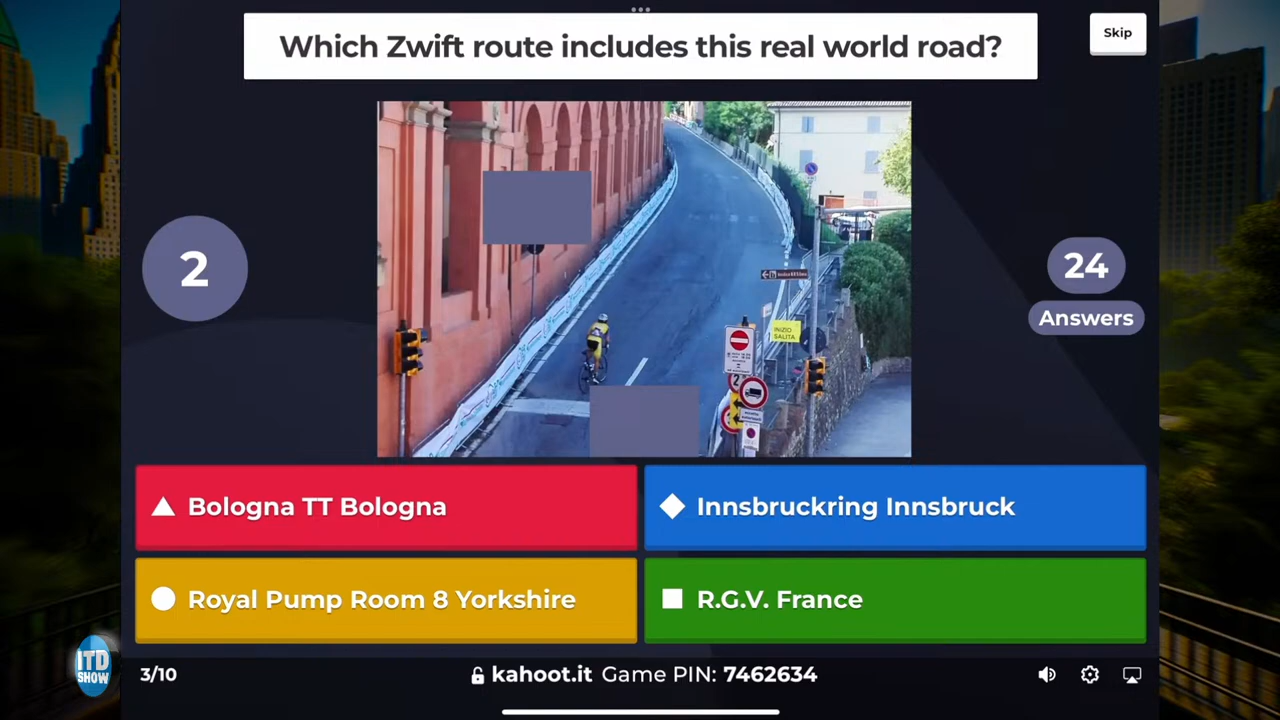 Which Zwift route includes this real world road?
Skip
2
24
Answers
INIZIO
SALITA
Bologna TT Bologna
Innsbruckring Innsbruck
Royal Pump Room 8 Yorkshire
R.G.V. France
ITD
SHOW
3/10
kahoot.it Game PIN: 7462634